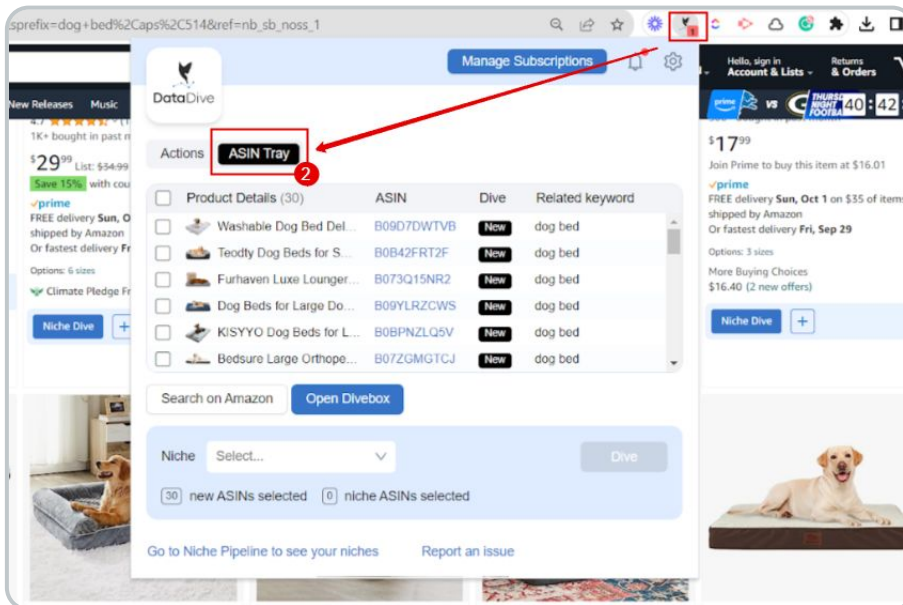 sprefix=dog+bed%2Caps%2C514&ref=nb_sb_noss_1
1
New Releases Music
1K+ bought in past m
$29.99 List: $34.99
Save 15% with cou
✓prime
FREE delivery Sun, O
shipped by Amazon
Or fastest delivery Fr
Options: 6 sizes
Climate Pledge Fr
Niche Dive +
DataDive
Manage Subscriptions
Actions ASIN Tray
2
Product Details (30) ASIN Dive Related keyword
Washable Dog Bed Del... B09D7DWTVB New dog bed
Teodty Dog Beds for S... B0B42FRT2F New dog bed
Furhaven Luxe Lounger... B073Q15NR2 New dog bed
Dog Beds for Large Do... B09YLRZCWS New dog bed
KISYYO Dog Beds for L... B0BPNZLQ5V New dog bed
Bedsure Large Orthope... B07ZGMGTCJ New dog bed
Search on Amazon Open Divebox
Niche Select... Dive
30 new ASINs selected 0 niche ASINs selected
Go to Niche Pipeline to see your niches Report an issue
Hello, sign in
Account & Lists
Returns
& Orders
prime VS G THURSDAY NIGHT FOOTBA 40 : 42
$17.99
Join Prime to buy this item at $16.01
✓prime
FREE delivery Sun, Oct 1 on $35 of items
shipped by Amazon
Or fastest delivery Fri, Sep 29
Options: 3 sizes
More Buying Choices
$16.40 (2 new offers)
Niche Dive +